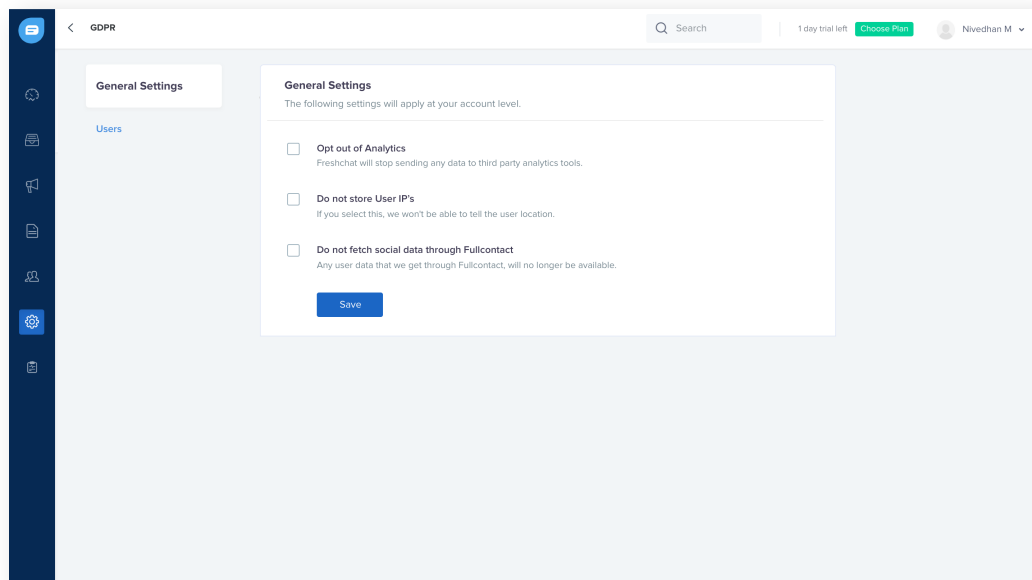 GDPR
Search
1 day trial left
Choose Plan
Nivedhan M
General Settings
Users
General Settings
The following settings will apply at your account level.
Opt out of Analytics
Freshchat will stop sending any data to third party analytics tools.
Do not store User IP's
If you select this, we won't be able to tell the user location.
Do not fetch social data through Fullcontact
Any user data that we get through Fullcontact, will no longer be available.
Save